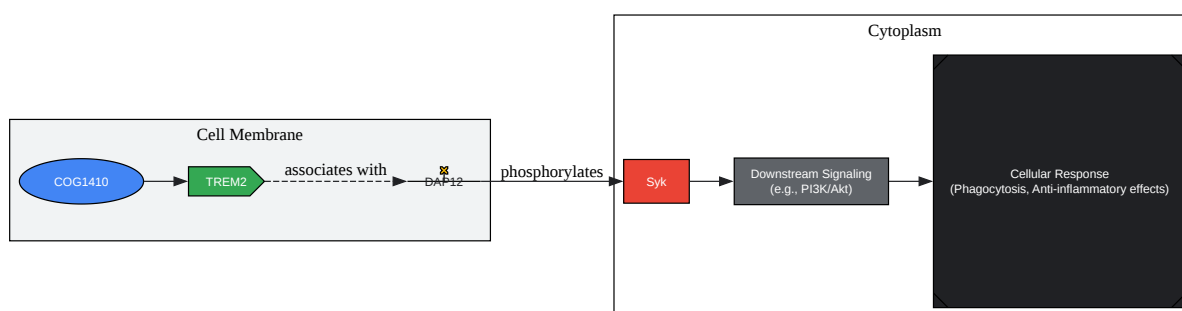 Cytoplasm
Cell Membrane
COG1410
TREM2
associates with
DAP12
phosphorylates
Syk
Downstream Signaling
(e.g., PI3K/Akt)
Cellular Response
(Phagocytosis, Anti-inflammatory effects)